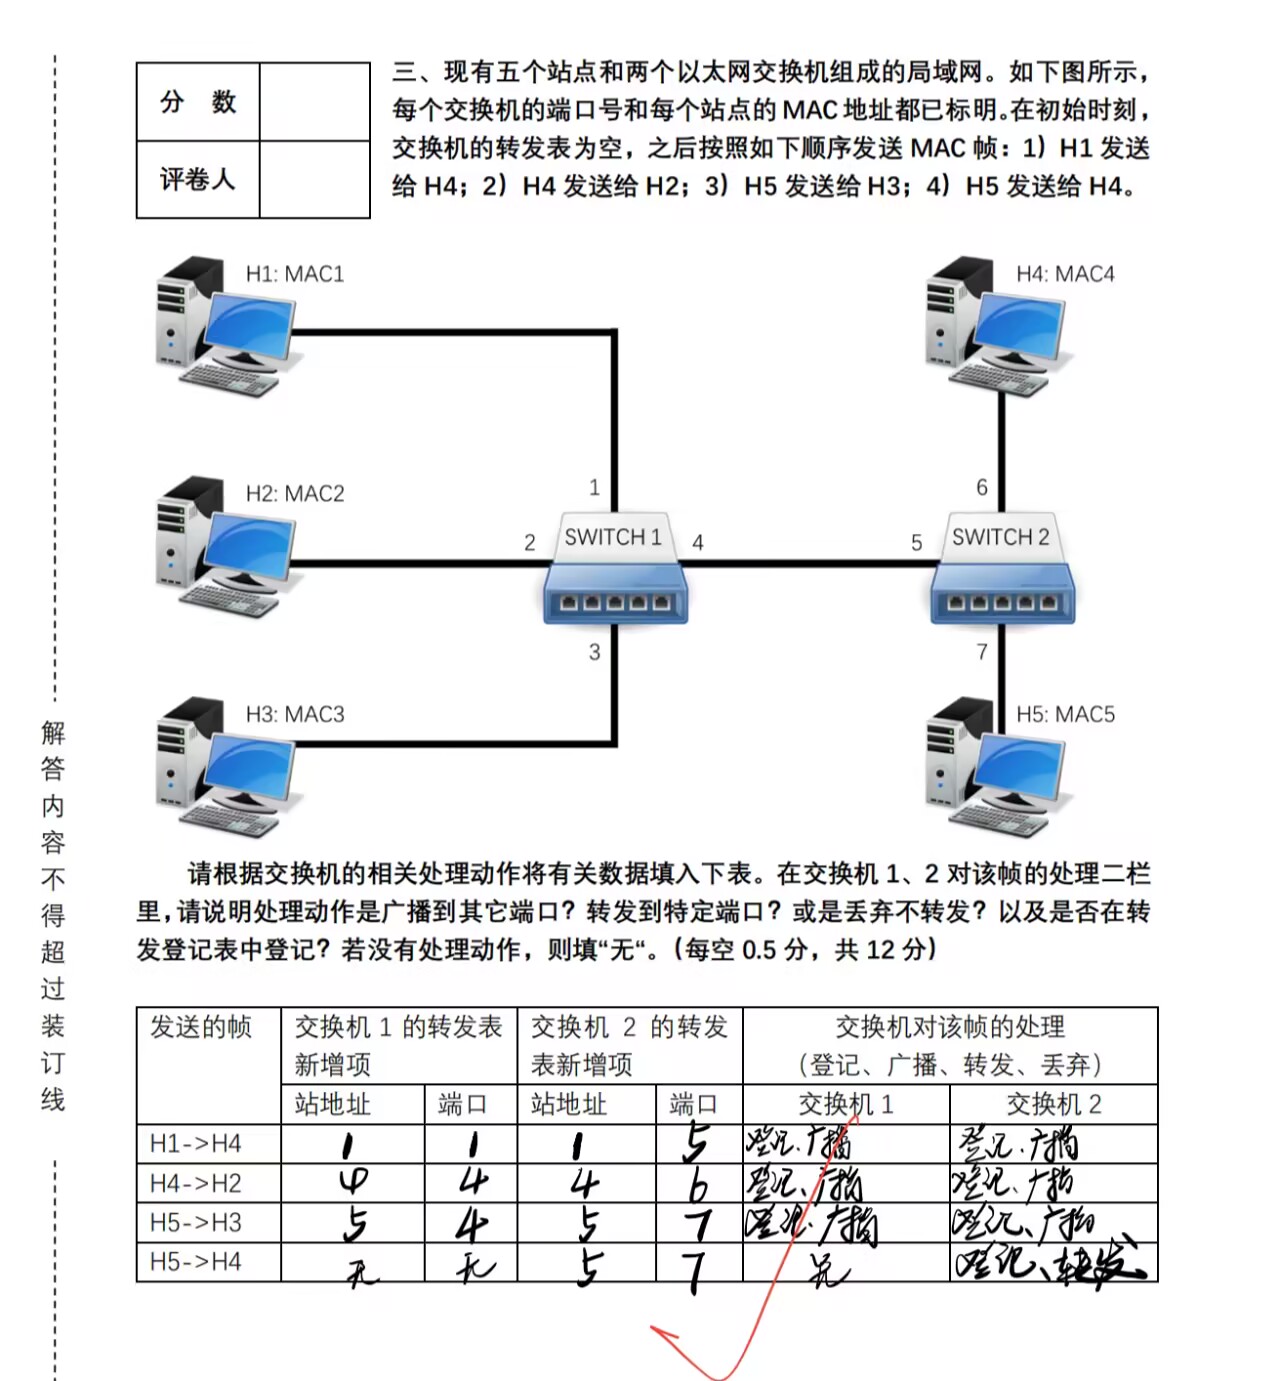 分 数
评卷人
三、现有五个站点和两个以太网交换机组成的局域网。如下图所示，
每个交换机的端口号和每个站点的 MAC 地址都已标明。在初始时刻，
交换机的转发表为空，之后按照如下顺序发送 MAC 帧：1）H1 发送
给 H4；2）H4 发送给 H2；3）H5 发送给 H3；4）H5 发送给 H4。
H1: MAC1
H4: MAC4
1
6
H2: MAC2
2
SWITCH 1
4
5
SWITCH 2
3
7
H3: MAC3
H5: MAC5
解答内容不得超过装订线
请根据交换机的相关处理动作将有关数据填入下表。在交换机 1、2 对该帧的处理二栏
里，请说明处理动作是广播到其它端口？转发到特定端口？或是丢弃不转发？以及是否在转
发登记表中登记？若没有处理动作，则填“无“。（每空 0.5 分，共 12 分）
发送的帧 交换机 1 的转发表新增项 交换机 2 的转发表新增项 交换机对该帧的处理
（登记、广播、转发、丢弃）
站地址 端口 站地址 端口 交换机 1 交换机 2
H1->H4 1 1 1 5 登记、广播 登记、广播
H4->H2 4 4 4 6 登记、广播 登记、广播
H5->H3 5 4 5 7 登记、广播 登记、广播
H5->H4 无 无 5 7 无 登记、转发